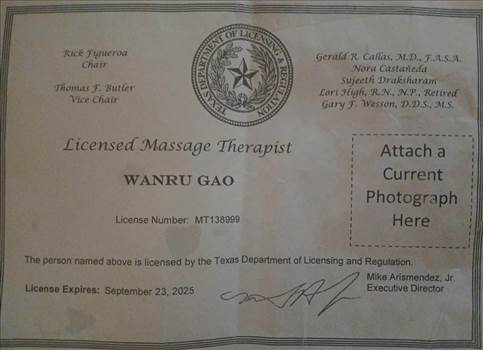 Rick Figueroa
Chair
Thomas F. Butler
Vice Chair
TEXAS DEPARTMENT OF LICENSING & REGULATION
Gerald R. Callas, M.D., F.A.S.A.
Nora Castañeda
Sujeeth Draksharam
Lori High, R.N., N.P., Retired
Gary F. Wesson, D.D.S., M.S.
Licensed Massage Therapist
WANRU GAO
License Number: MT138999
Attach a
Current
Photograph
Here
The person named above is licensed by the Texas Department of Licensing and Regulation.
License Expires: September 23, 2025
Mike Arismendez, Jr.
Executive Director